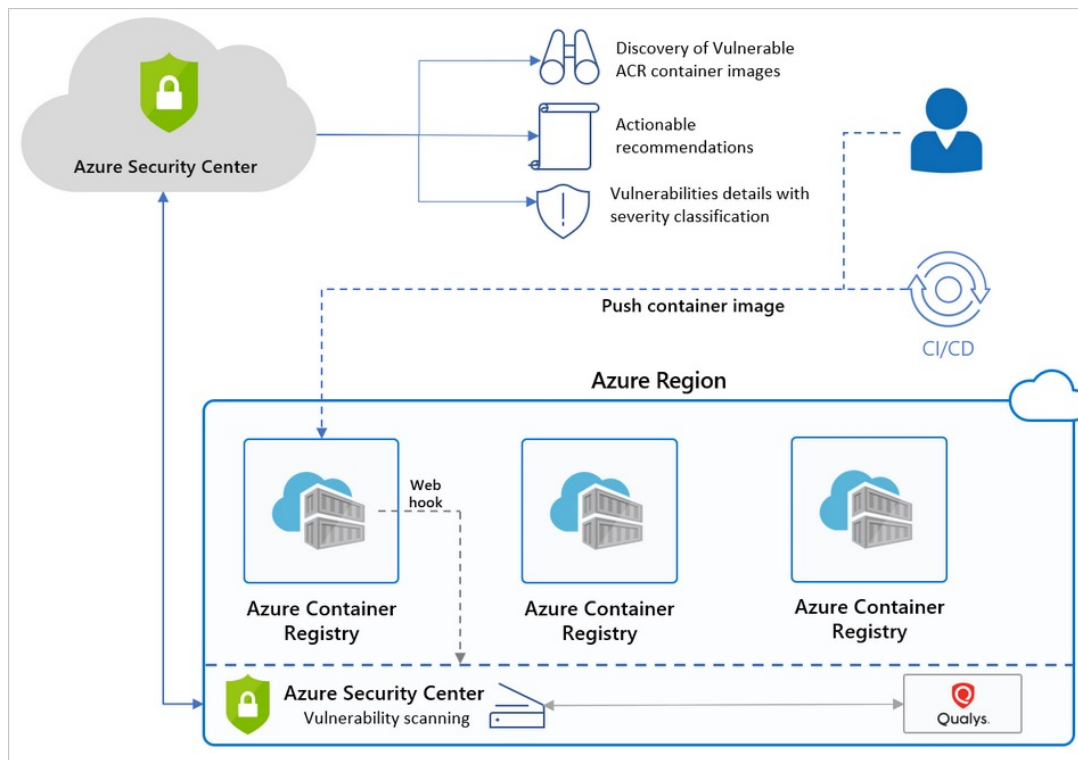 Discovery of Vulnerable
ACR container images
Azure Security Center
Actionable
recommendations
Vulnerabilities details with
severity classification
Push container image
CI/CD
Azure Region
Web
hook
Azure Container
Registry
Azure Container
Registry
Azure Container
Registry
Azure Security Center
Vulnerability scanning
Qualys.